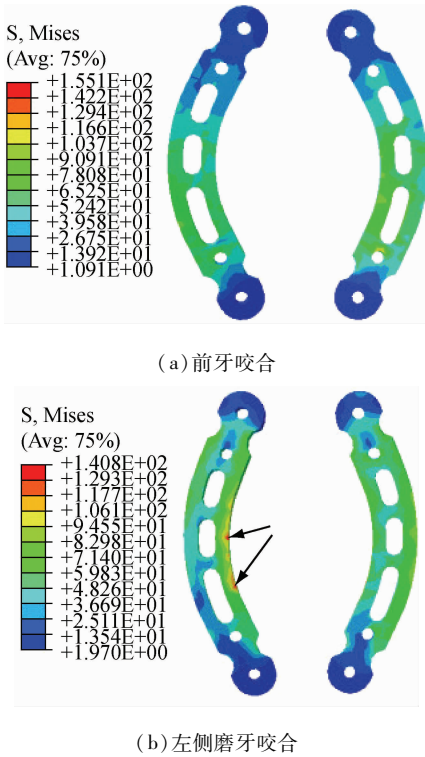 S, Mises
(Avg: 75%)
+1.551E+02
+1.422E+02
+1.294E+02
+1.166E+02
+1.037E+02
+9.091E+01
+7.808E+01
+6.525E+01
+5.242E+01
+3.958E+01
+2.675E+01
+1.392E+01
+1.091E+00
(a)前牙咬合
S, Mises
(Avg: 75%)
+1.408E+02
+1.293E+02
+1.177E+02
+1.061E+02
+9.455E+01
+8.298E+01
+7.140E+01
+5.983E+01
+4.826E+01
+3.669E+01
+2.511E+01
+1.354E+01
+1.970E+00
(b)左侧磨牙咬合